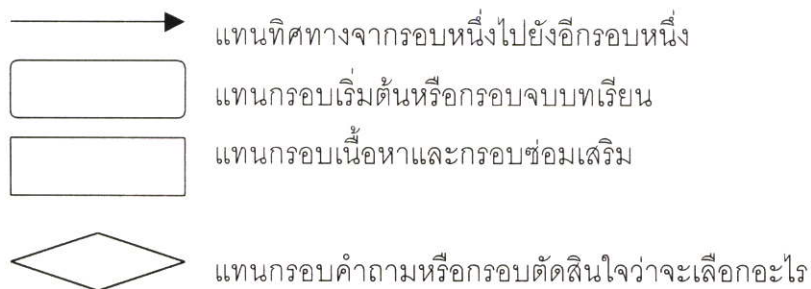 แทนทิศทางจากรอบหนึ่งไปยังอีกรอบหนึ่ง
แทนกรอบเริ่มต้นหรือกรอบจบบทเรียน
แทนกรอบเนื้อหาและกรอบซ่อมเสริม
แทนกรอบคำถามหรือกรอบตัดสินใจว่าจะเลือกอะไร